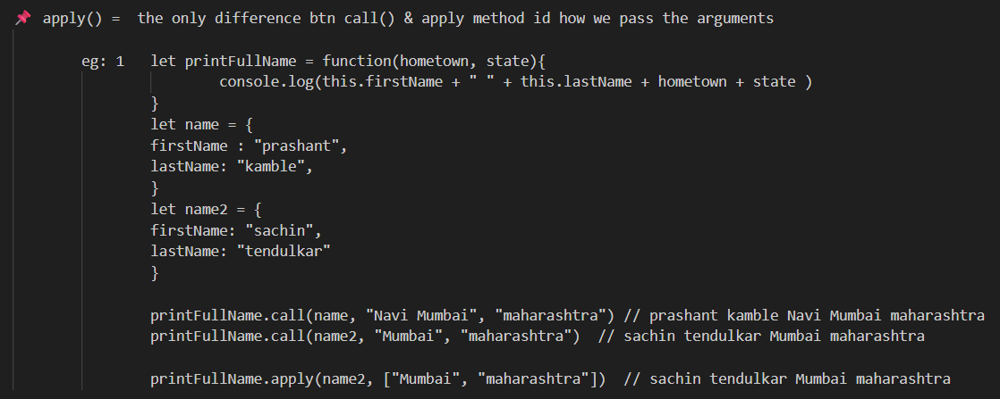 📌 apply() =  the only difference btn call() & apply method id how we pass the arguments
eg: 1   let printFullName = function(hometown, state){
console.log(this.firstName + " " + this.lastName + hometown + state )
}
let name = {
firstName : "prashant",
lastName: "kamble",
}
let name2 = {
firstName: "sachin",
lastName: "tendulkar"
}
printFullName.call(name, "Navi Mumbai", "maharashtra") // prashant kamble Navi Mumbai maharashtra
printFullName.call(name2, "Mumbai", "maharashtra")  // sachin tendulkar Mumbai maharashtra
printFullName.apply(name2, ["Mumbai", "maharashtra"])  // sachin tendulkar Mumbai maharashtra